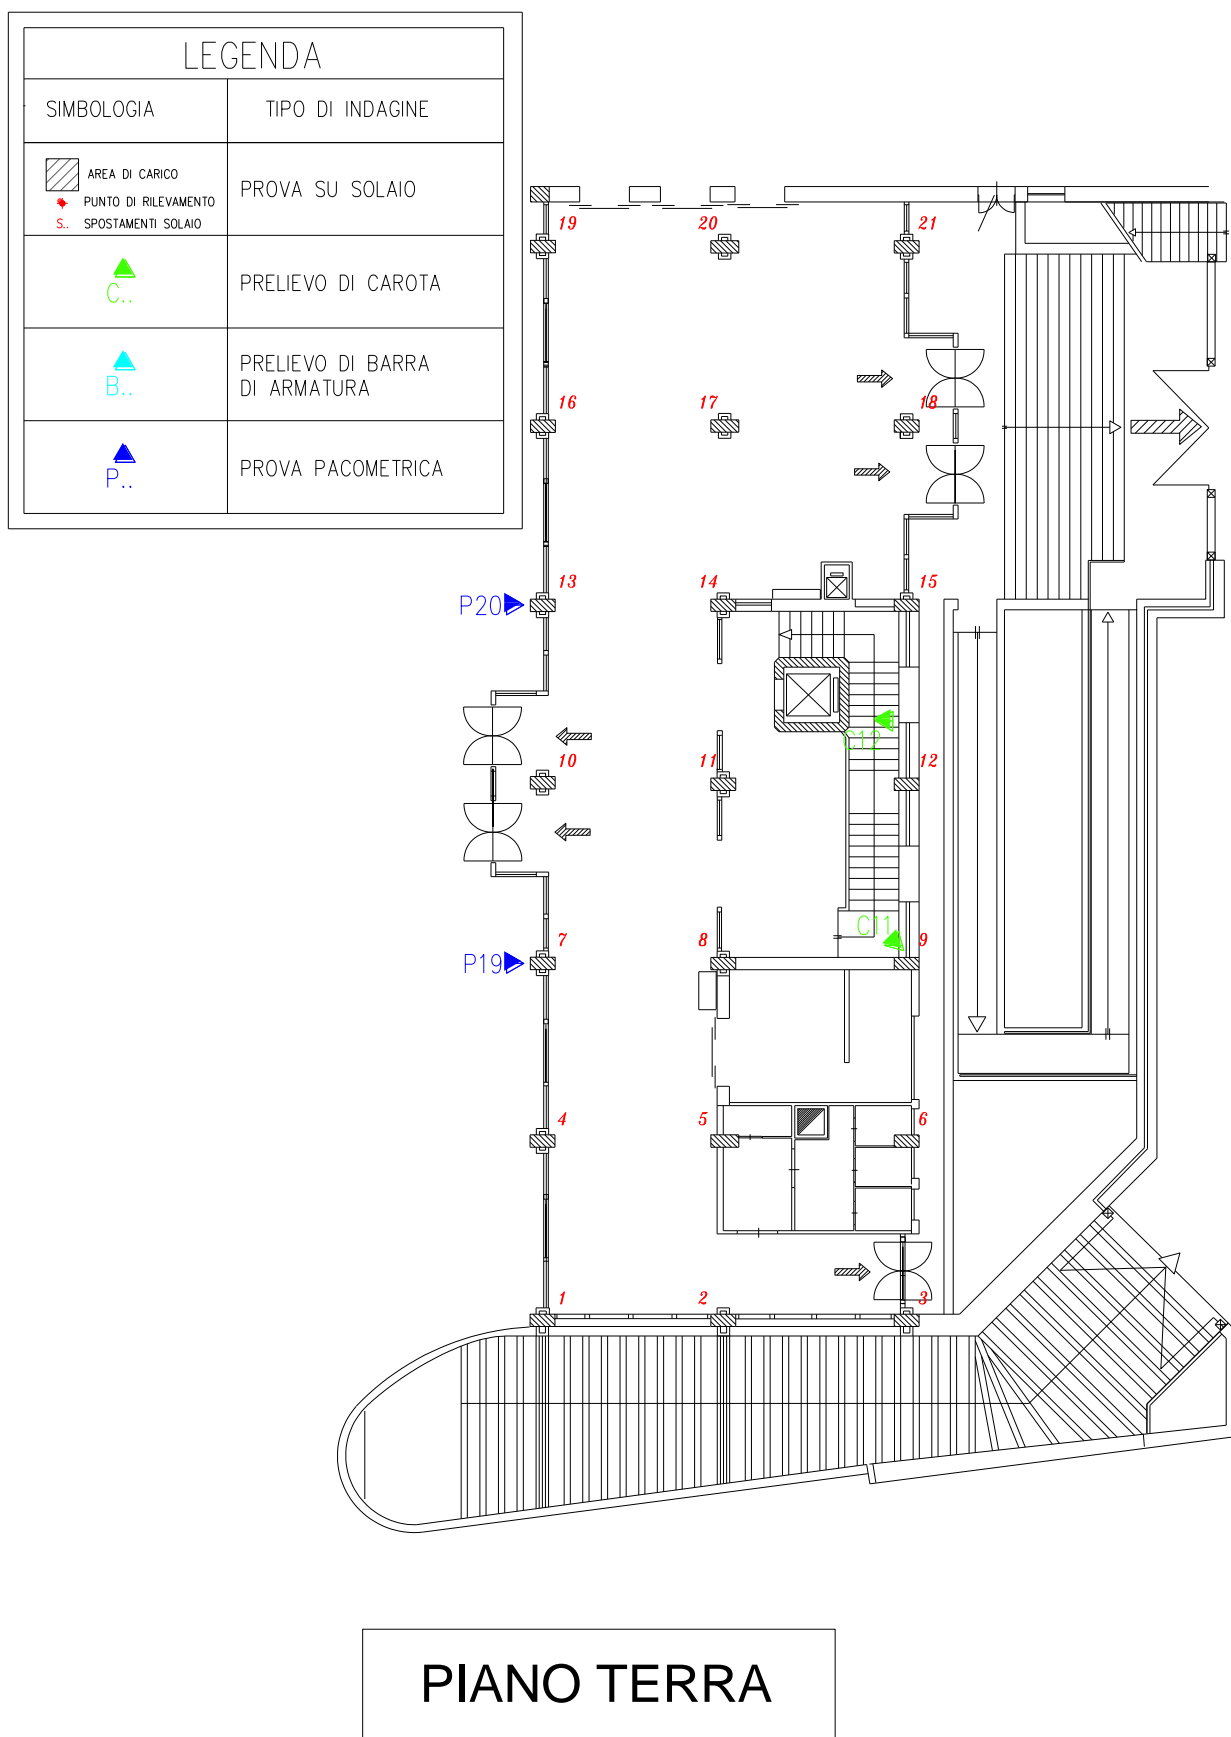 LEGENDA
SIMBOLOGIA TIPO DI INDAGINE
AREA DI CARICO
PUNTO DI RILEVAMENTO
S.. SPOSTAMENTI SOLAIO
PROVA SU SOLAIO
C..
PRELIEVO DI CAROTA
B..
PRELIEVO DI BARRA
DI ARMATURA
P..
PROVA PACOMETRICA
19 20 21
16 17 18
13 14 15
P20
C12
10 11 12
C11
7 8 9
P19
4 5 6
1 2 3
PIANO TERRA